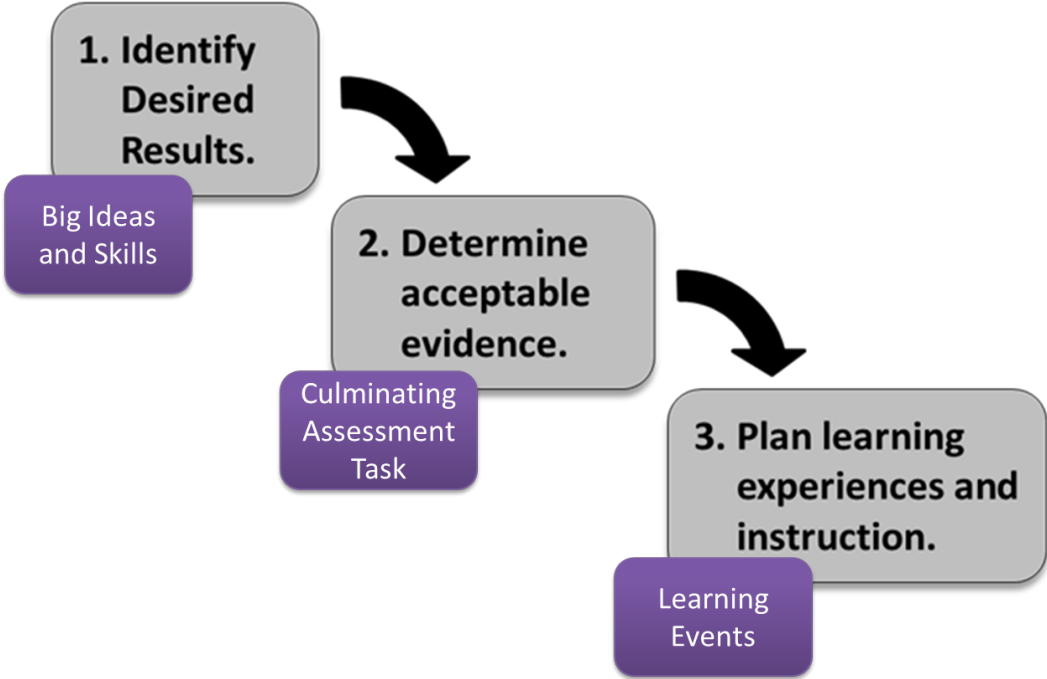 1. Identify
Desired
Results.
Big Ideas
and Skills
2. Determine
acceptable
evidence.
Culminating
Assessment
Task
3. Plan learning
experiences and
instruction.
Learning
Events